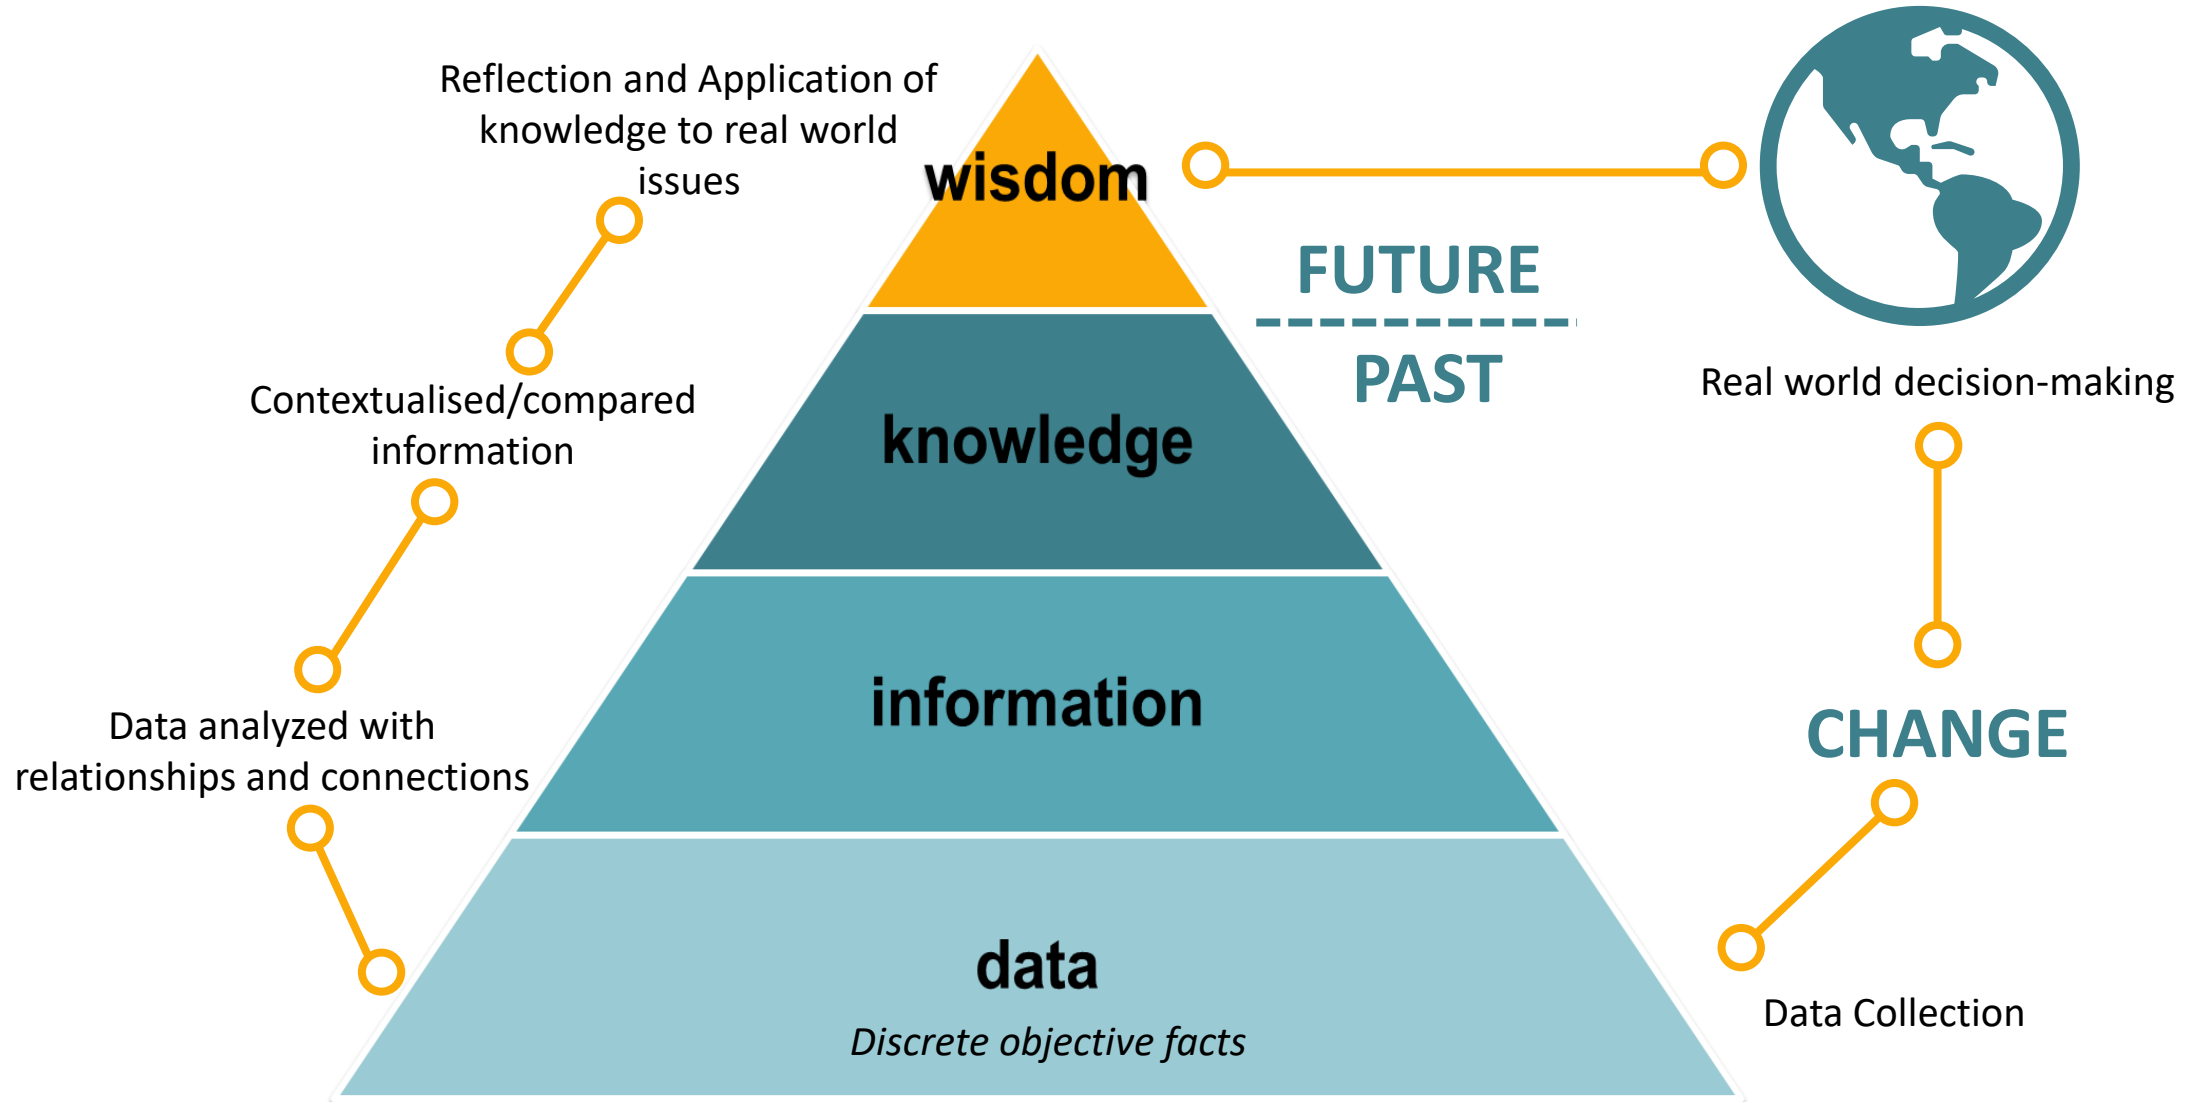 Reflection and Application of
knowledge to real world
issues
wisdom
FUTURE
PAST
Contextualised/compared
information
knowledge
Real world decision-making
Data analyzed with
relationships and connections
information
CHANGE
data
Discrete objective facts
Data Collection